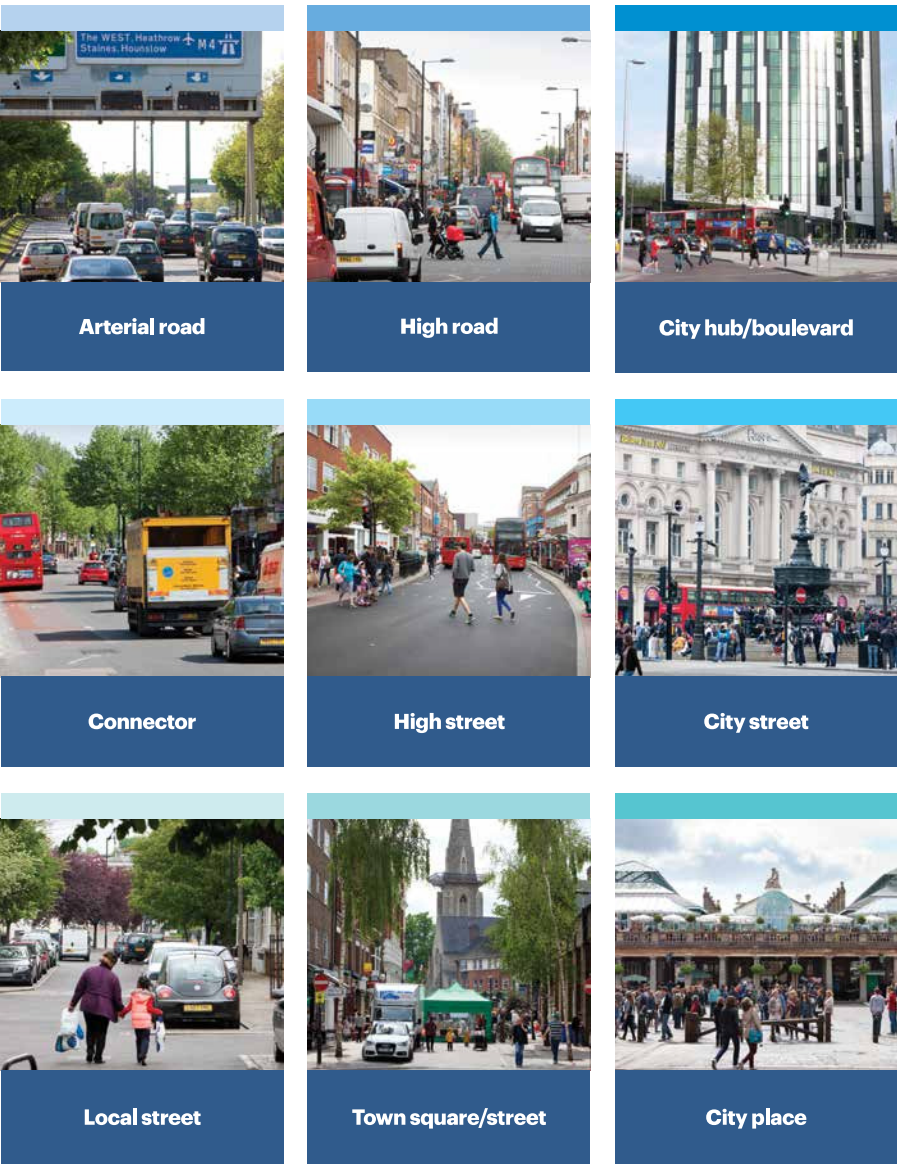 The WEST, Heathrow
Staines, Hounslow
M4
Arterial road
High road
City hub/boulevard
Connector
High street
City street
Local street
Town square/street
City place